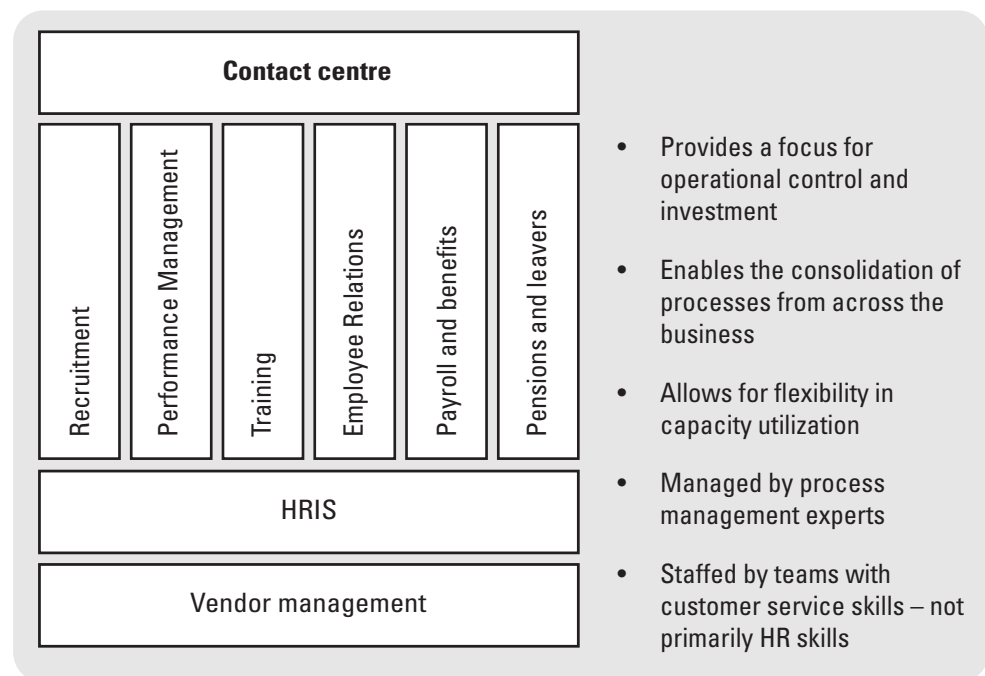 Contact centre
Recruitment
Performance Management
Training
Employee Relations
Payroll and benefits
Pensions and leavers
HRIS
Vendor management
• Provides a focus for
operational control and
investment
• Enables the consolidation of
processes from across the
business
• Allows for flexibility in
capacity utilization
• Managed by process
management experts
• Staffed by teams with
customer service skills – not
primarily HR skills